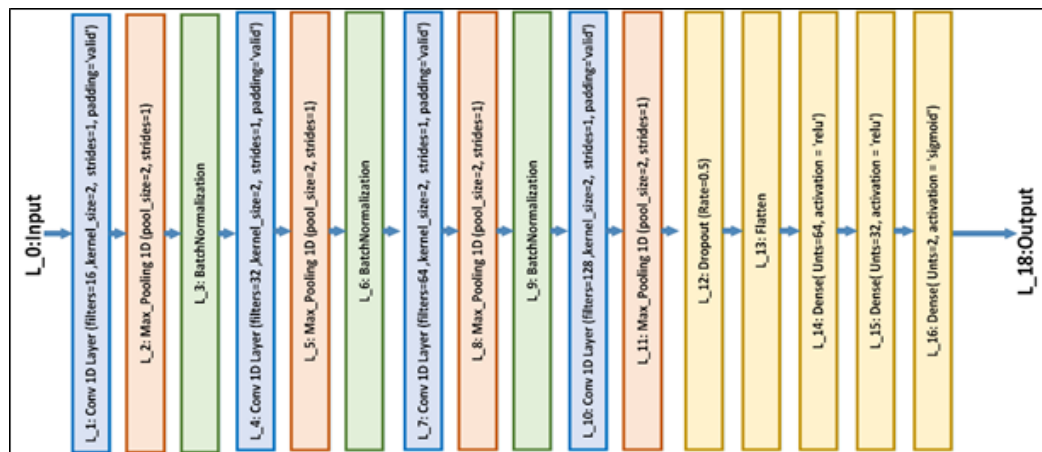 L_0:Input
L_1: Conv 1D Layer (filters=16 ,kernel_size=2, strides=1, padding='valid')
L_2: Max_Pooling 1D (pool_size=2, strides=1)
L_3: BatchNormalization
L_4: Conv 1D Layer (filters=32 ,kernel_size=2, strides=1, padding='valid')
L_5: Max_Pooling 1D (pool_size=2, strides=1)
L_6: BatchNormalization
L_7: Conv 1D Layer (filters=64 ,kernel_size=2, strides=1, padding='valid')
L_8: Max_Pooling 1D (pool_size=2, strides=1)
L_9: BatchNormalization
L_10: Conv 1D Layer (filters=128 ,kernel_size=2, strides=1, padding='valid')
L_11: Max_Pooling 1D (pool_size=2, strides=1)
L_12: Dropout (Rate=0.5)
L_13: Flatten
L_14: Dense( Unts=64, activation = 'relu')
L_15: Dense( Unts=32, activation = 'relu')
L_16: Dense( Unts=2, activation = 'sigmoid')
L_18:Output